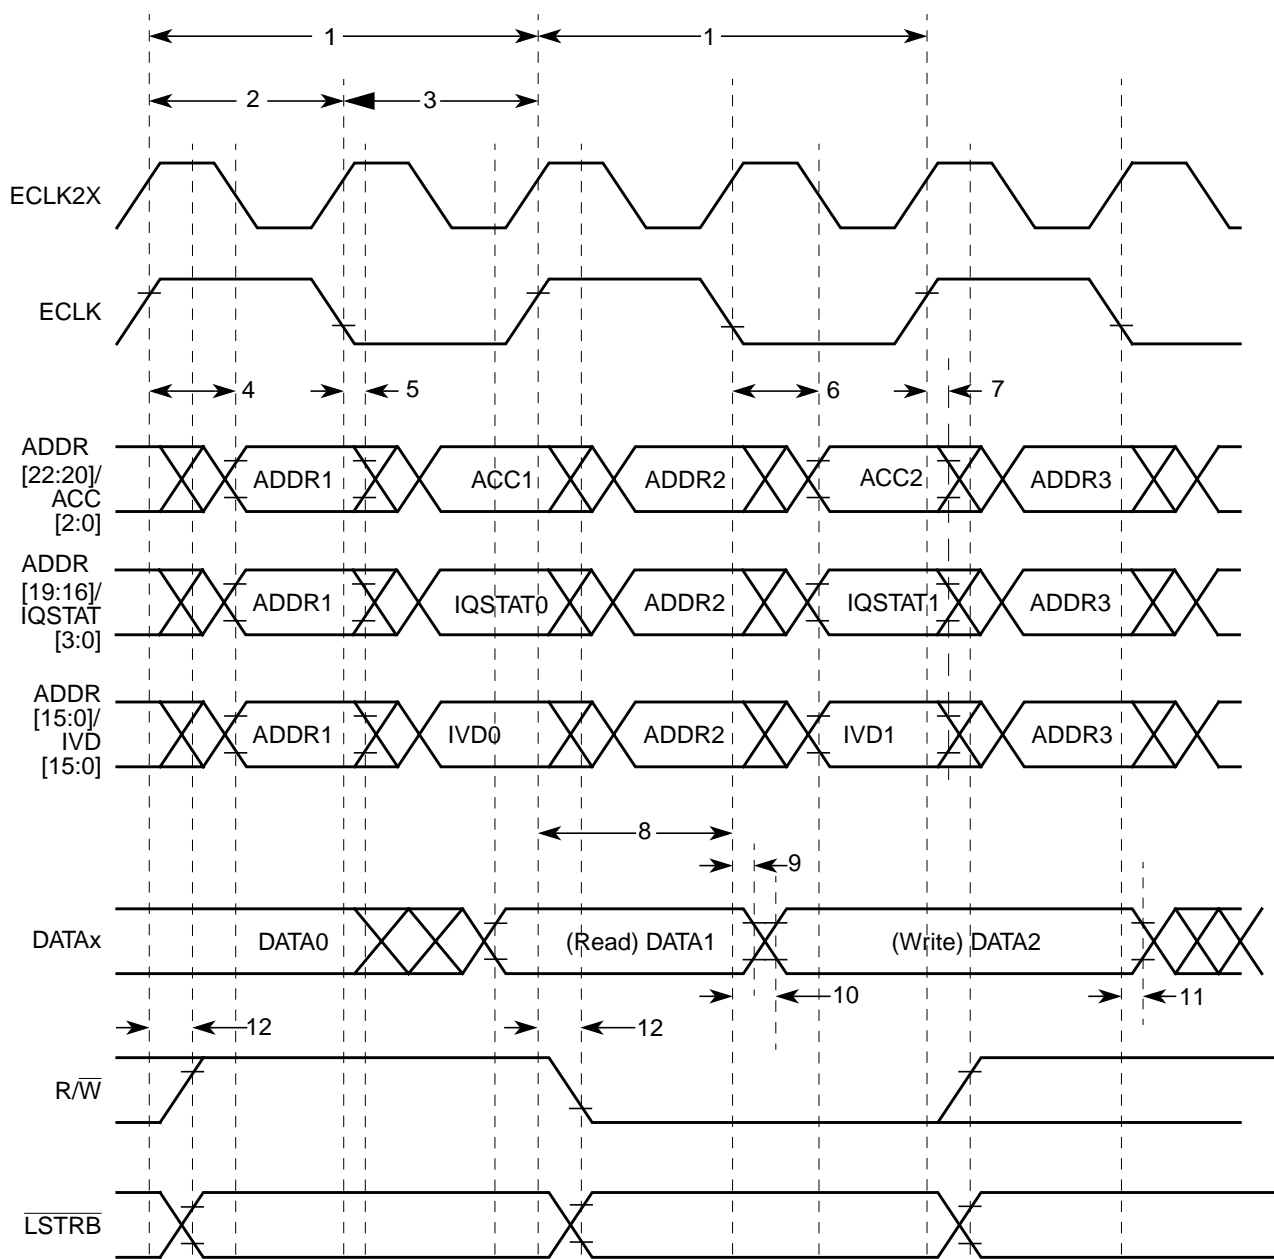 1 1
2 3
ECLK2X
ECLK
4 5 6 7
ADDR
[22:20]/
ACC
[2:0]
ADDR1 ACC1 ADDR2 ACC2 ADDR3
ADDR
[19:16]/
IQSTAT
[3:0]
ADDR1 IQSTAT0 ADDR2 IQSTAT1 ADDR3
ADDR
[15:0]/
IVD
[15:0]
ADDR1 IVD0 ADDR2 IVD1 ADDR3
8
9
DATAx DATA0 (Read) DATA1 (Write) DATA2
10 11
12 12
R/W̅
L̅S̅T̅R̅B̅